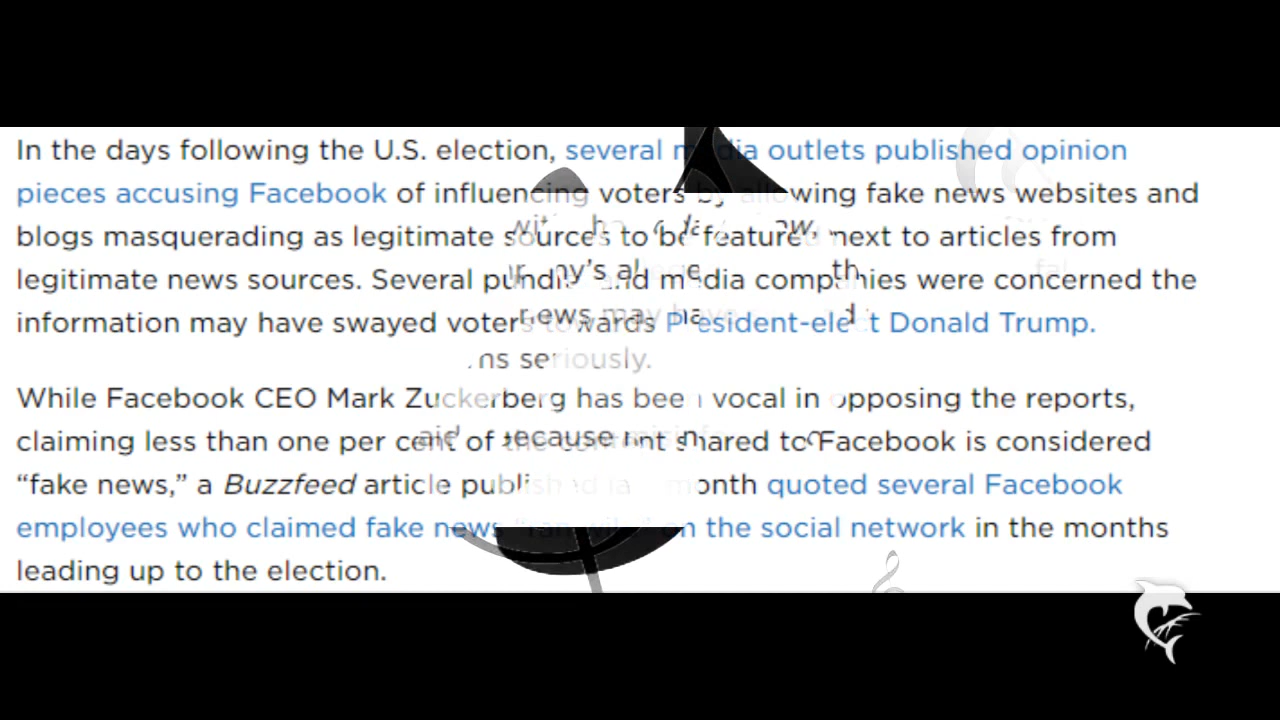 In the days following the U.S. election, several media outlets published opinion
pieces accusing Facebook of influencing voters by allowing fake news websites and
blogs masquerading as legitimate sources to be featured next to articles from
legitimate news sources. Several pundits and media companies were concerned the
information may have swayed voters towards President-elect Donald Trump.
news may have
seriously.
While Facebook CEO Mark Zuckerberg has been vocal in opposing the reports,
claiming less than one per cent of the content shared to Facebook is considered
because
“fake news,” a Buzzfeed article published last month quoted several Facebook
employees who claimed fake news “ran wild” on the social network in the months
leading up to the election.